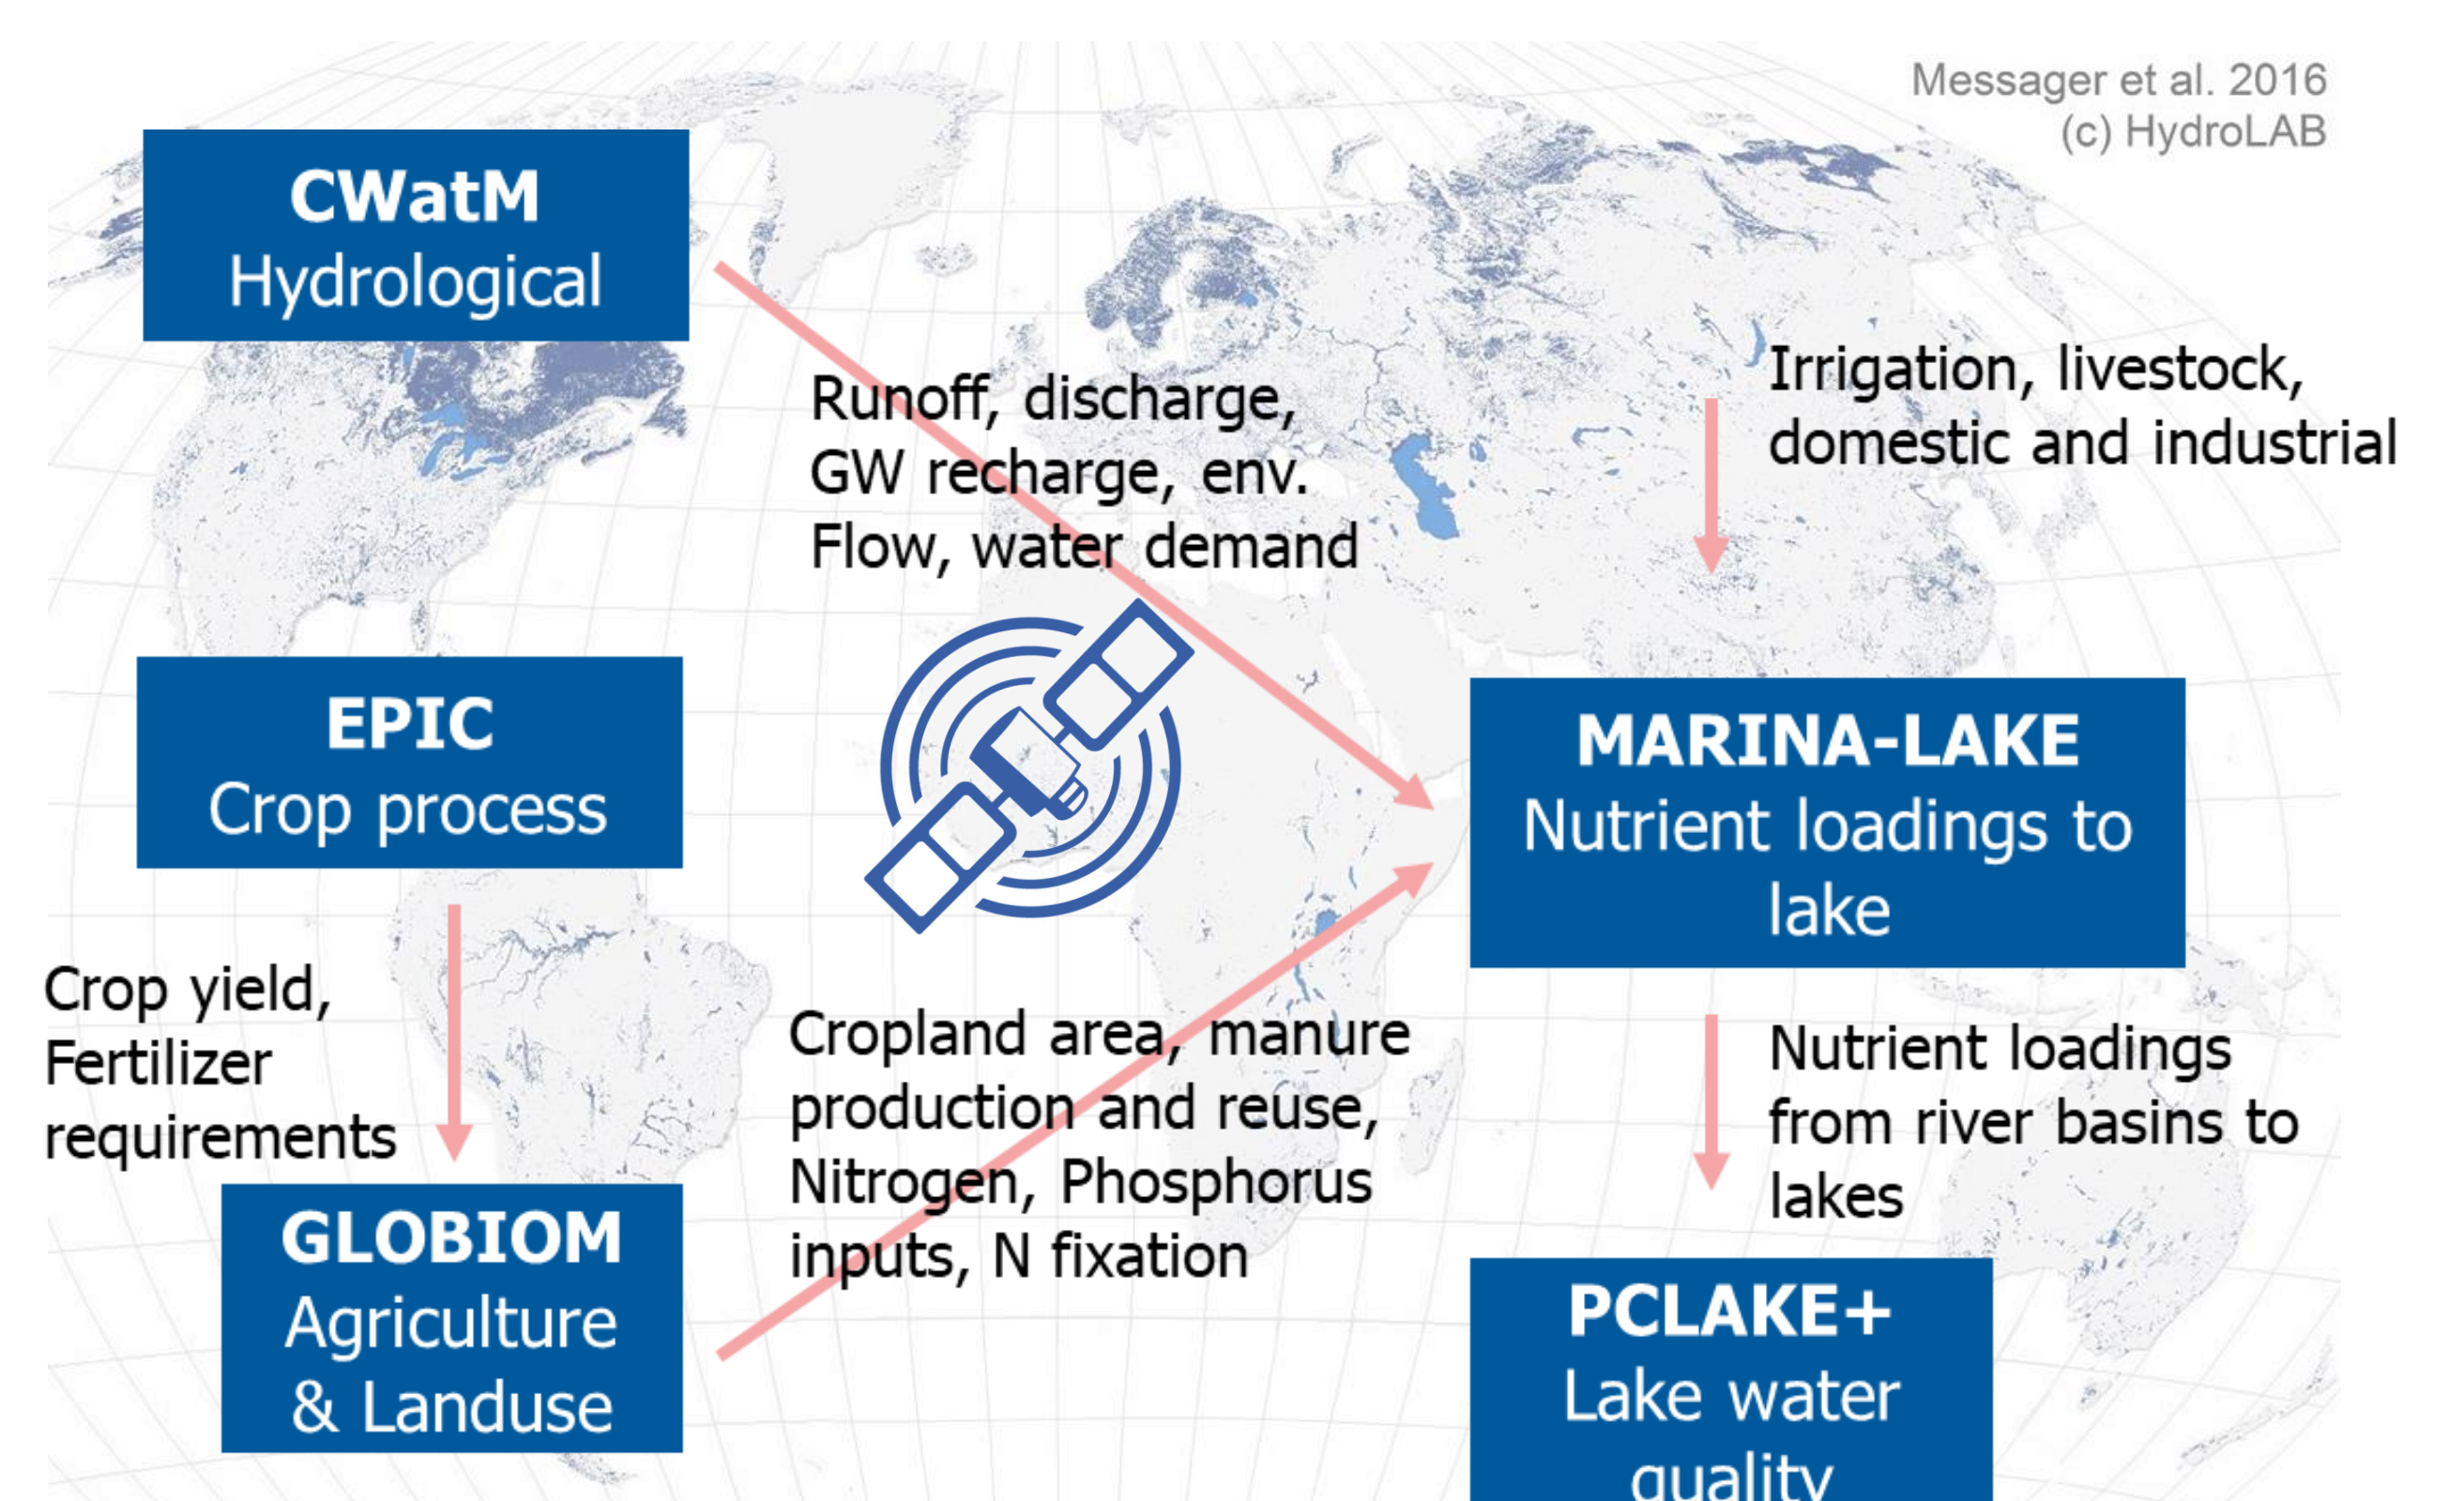 Messager et al. 2016
(c) HydroLAB
CWatM
Hydrological
Runoff, discharge,
GW recharge, env.
Flow, water demand
Irrigation, livestock,
domestic and industrial
EPIC
Crop process
MARINA-LAKE
Nutrient loadings to
lake
Crop yield,
Fertilizer
requirements
Cropland area, manure
production and reuse,
Nitrogen, Phosphorus
inputs, N fixation
Nutrient loadings
from river basins to
lakes
GLOBIOM
Agriculture
& Landuse
PCLAKE+
Lake water
quality